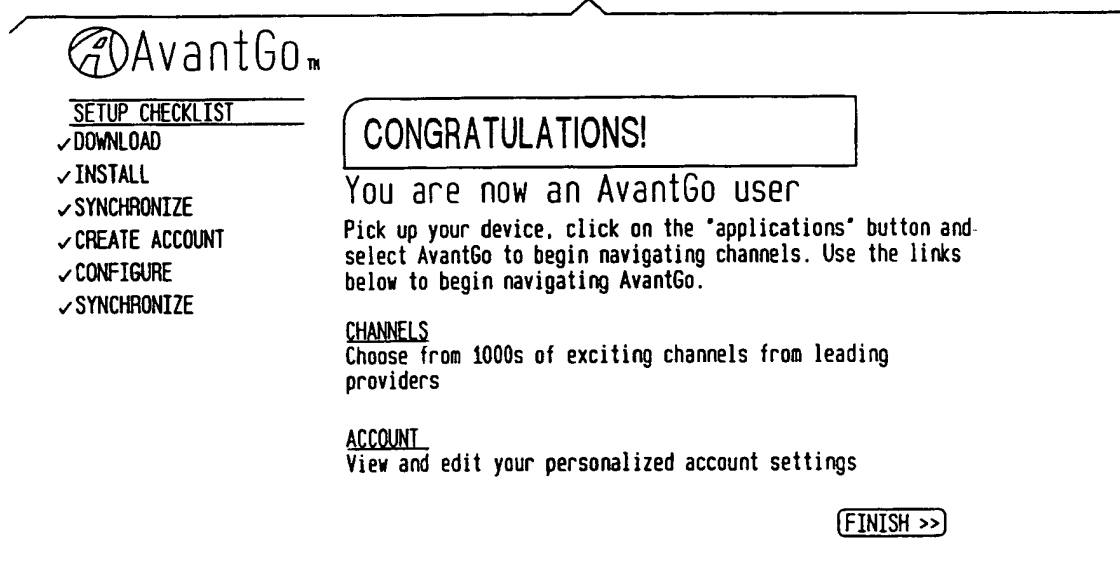 AvantGo™
SETUP CHECKLIST
✓DOWNLOAD
✓INSTALL
✓SYNCHRONIZE
✓CREATE ACCOUNT
✓CONFIGURE
✓SYNCHRONIZE
CONGRATULATIONS!
You are now an AvantGo user
Pick up your device, click on the "applications" button and
select AvantGo to begin navigating channels. Use the links
below to begin navigating AvantGo.
CHANNELS
Choose from 1000s of exciting channels from leading
providers
ACCOUNT
View and edit your personalized account settings
FINISH >>